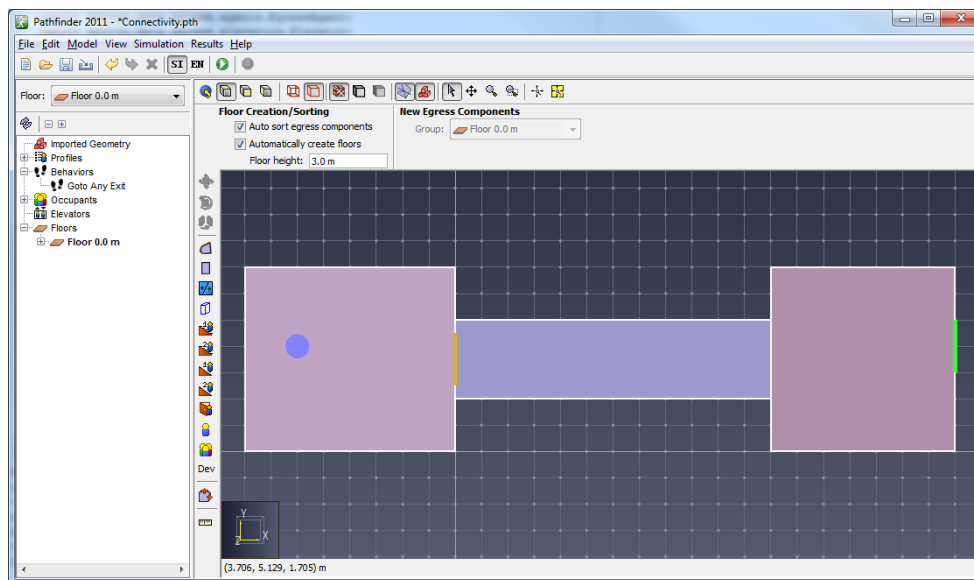 Pathfinder 2011 - *Connectivity.pth
File Edit Model View Simulation Results Help
SI EN
Floor: Floor 0.0 m
Floor Creation/Sorting
Auto sort egress components
Automatically create floors
Floor height: 3.0 m
New Egress Components
Group: Floor 0.0 m
Imported Geometry
Profiles
Behaviors
Goto Any Exit
Occupants
Elevators
Floors
Floor 0.0 m
Dev
Y
Z X
(3.706, 5.129, 1.705) m